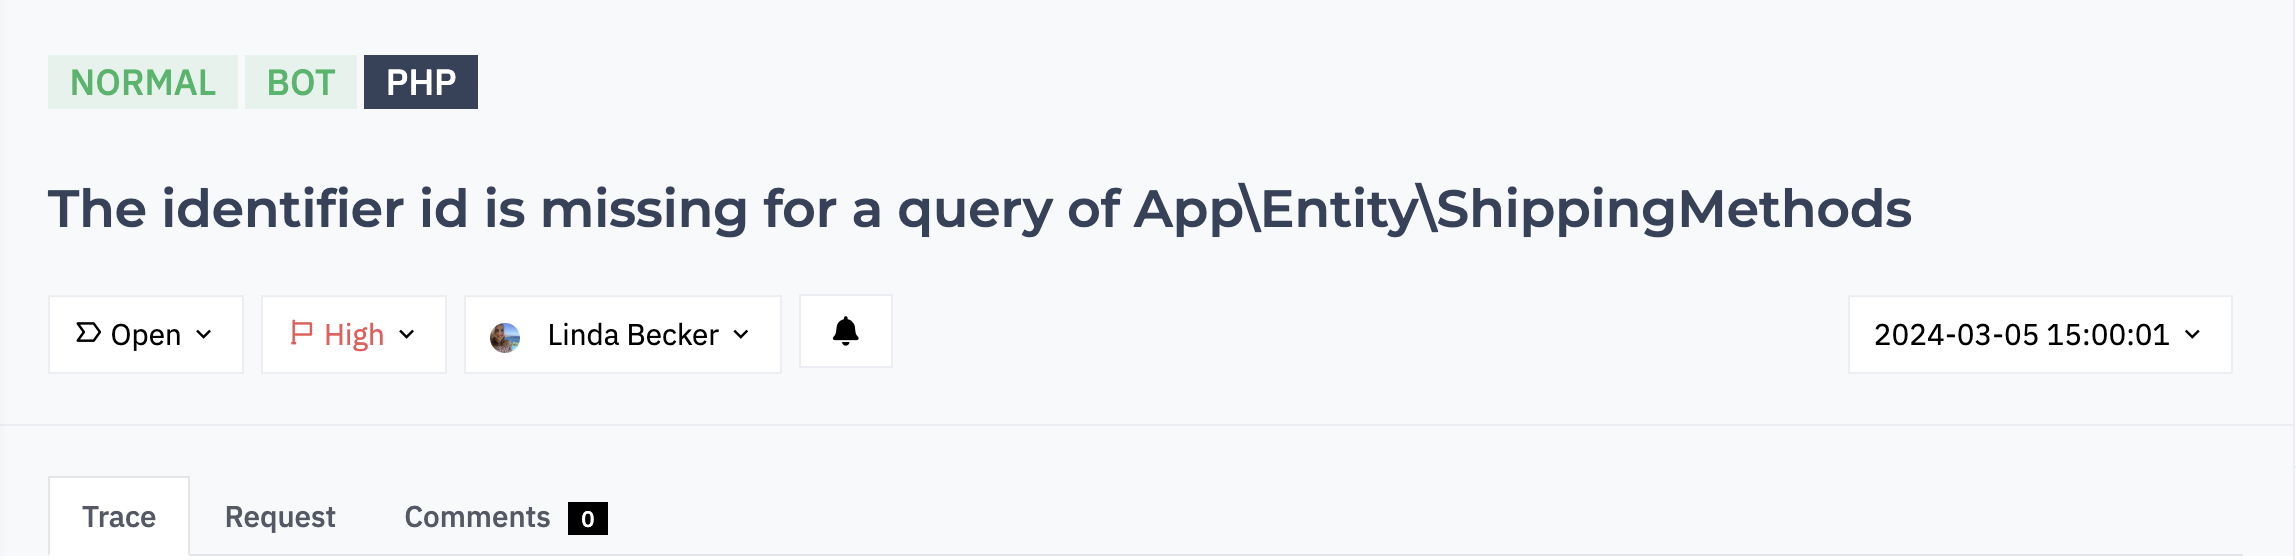 NORMAL BOT PHP
The identifier id is missing for a query of App\Entity\ShippingMethods
Open High Linda Becker 2024-03-05 15:00:01
Trace Request Comments 0